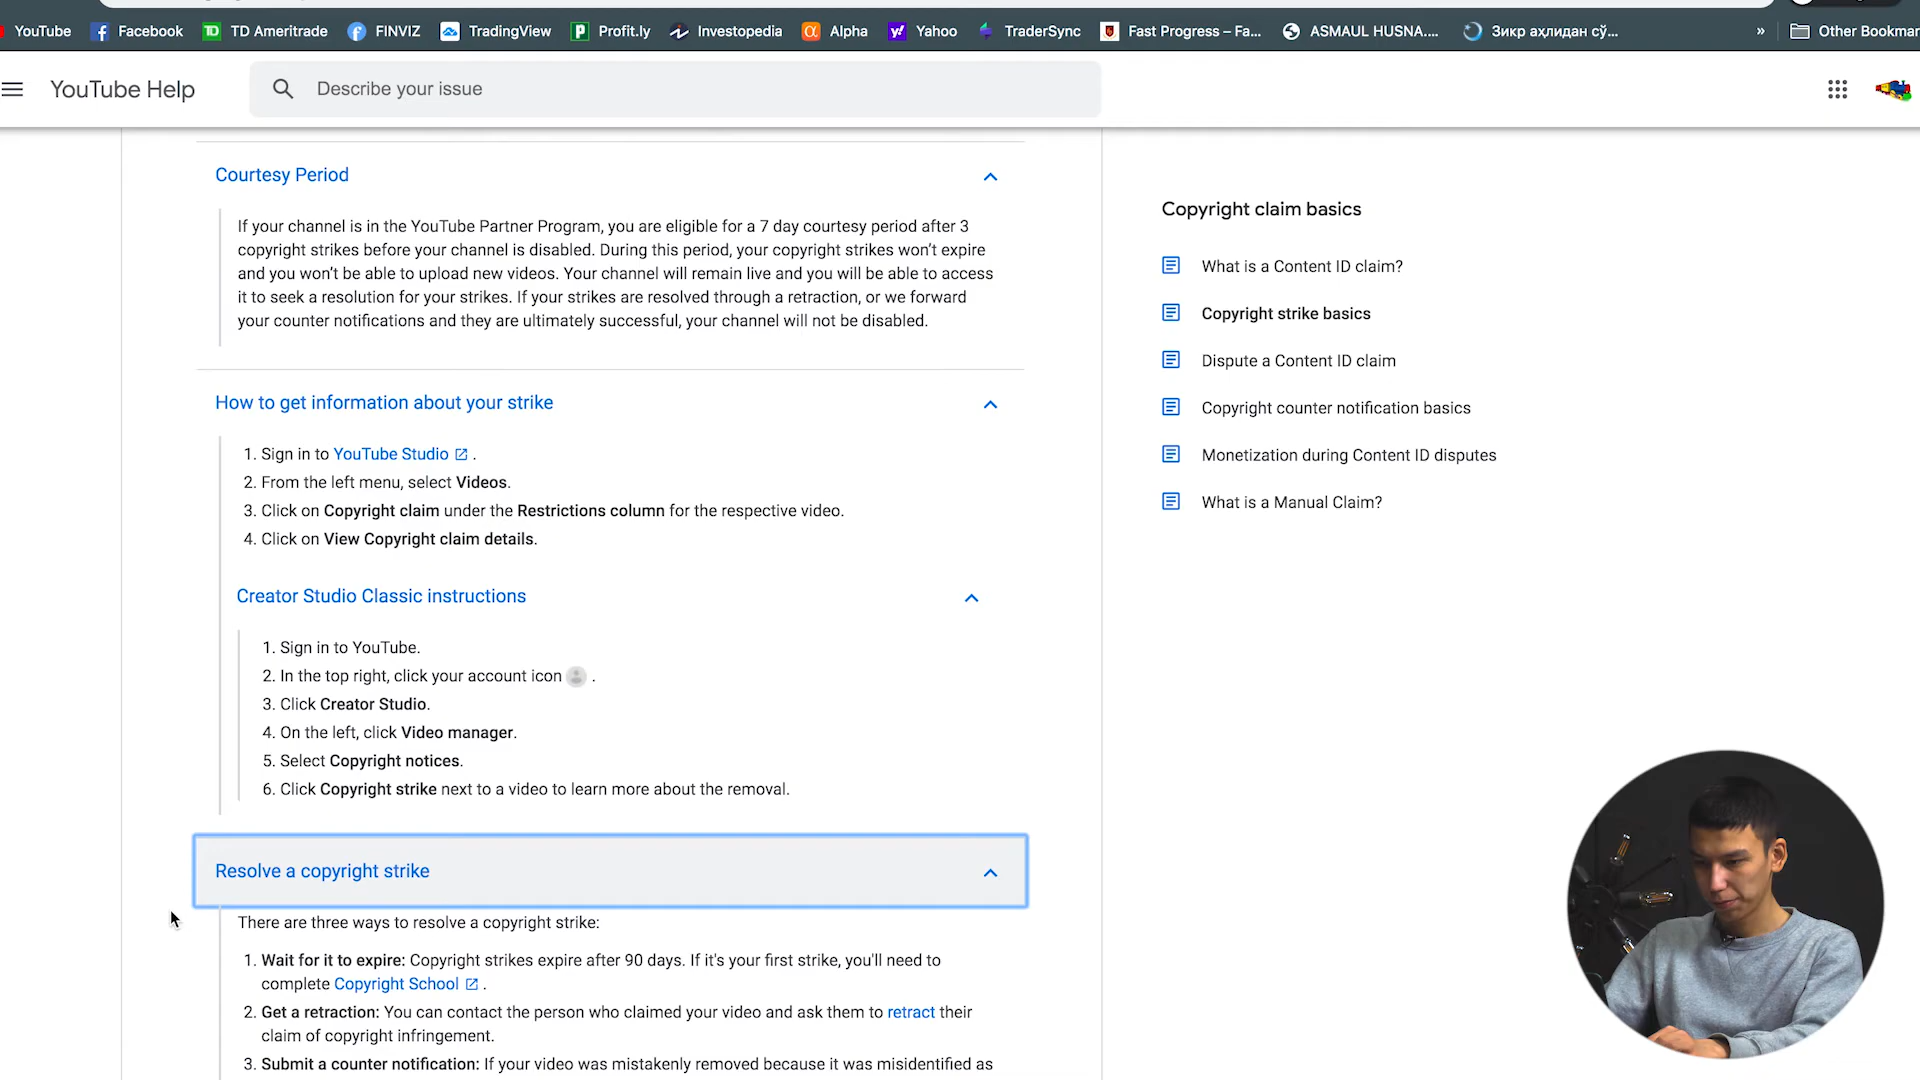 YouTube Facebook TD Ameritrade FINVIZ TradingView Profit.ly Investopedia Alpha Yahoo TraderSync Fast Progress – Fa... ASMAUL HUSNA.... Зикр аҳлидан сў... » Other Bookmar
YouTube Help Describe your issue
Courtesy Period
If your channel is in the YouTube Partner Program, you are eligible for a 7 day courtesy period after 3
copyright strikes before your channel is disabled. During this period, your copyright strikes won’t expire
and you won’t be able to upload new videos. Your channel will remain live and you will be able to access
it to seek a resolution for your strikes. If your strikes are resolved through a retraction, or we forward
your counter notifications and they are ultimately successful, your channel will not be disabled.
How to get information about your strike
1. Sign in to YouTube Studio .
2. From the left menu, select Videos.
3. Click on Copyright claim under the Restrictions column for the respective video.
4. Click on View Copyright claim details.
Creator Studio Classic instructions
1. Sign in to YouTube.
2. In the top right, click your account icon .
3. Click Creator Studio.
4. On the left, click Video manager.
5. Select Copyright notices.
6. Click Copyright strike next to a video to learn more about the removal.
Resolve a copyright strike
There are three ways to resolve a copyright strike:
1. Wait for it to expire: Copyright strikes expire after 90 days. If it's your first strike, you'll need to
complete Copyright School .
2. Get a retraction: You can contact the person who claimed your video and ask them to retract their
claim of copyright infringement.
3. Submit a counter notification: If your video was mistakenly removed because it was misidentified as
Copyright claim basics
What is a Content ID claim?
Copyright strike basics
Dispute a Content ID claim
Copyright counter notification basics
Monetization during Content ID disputes
What is a Manual Claim?